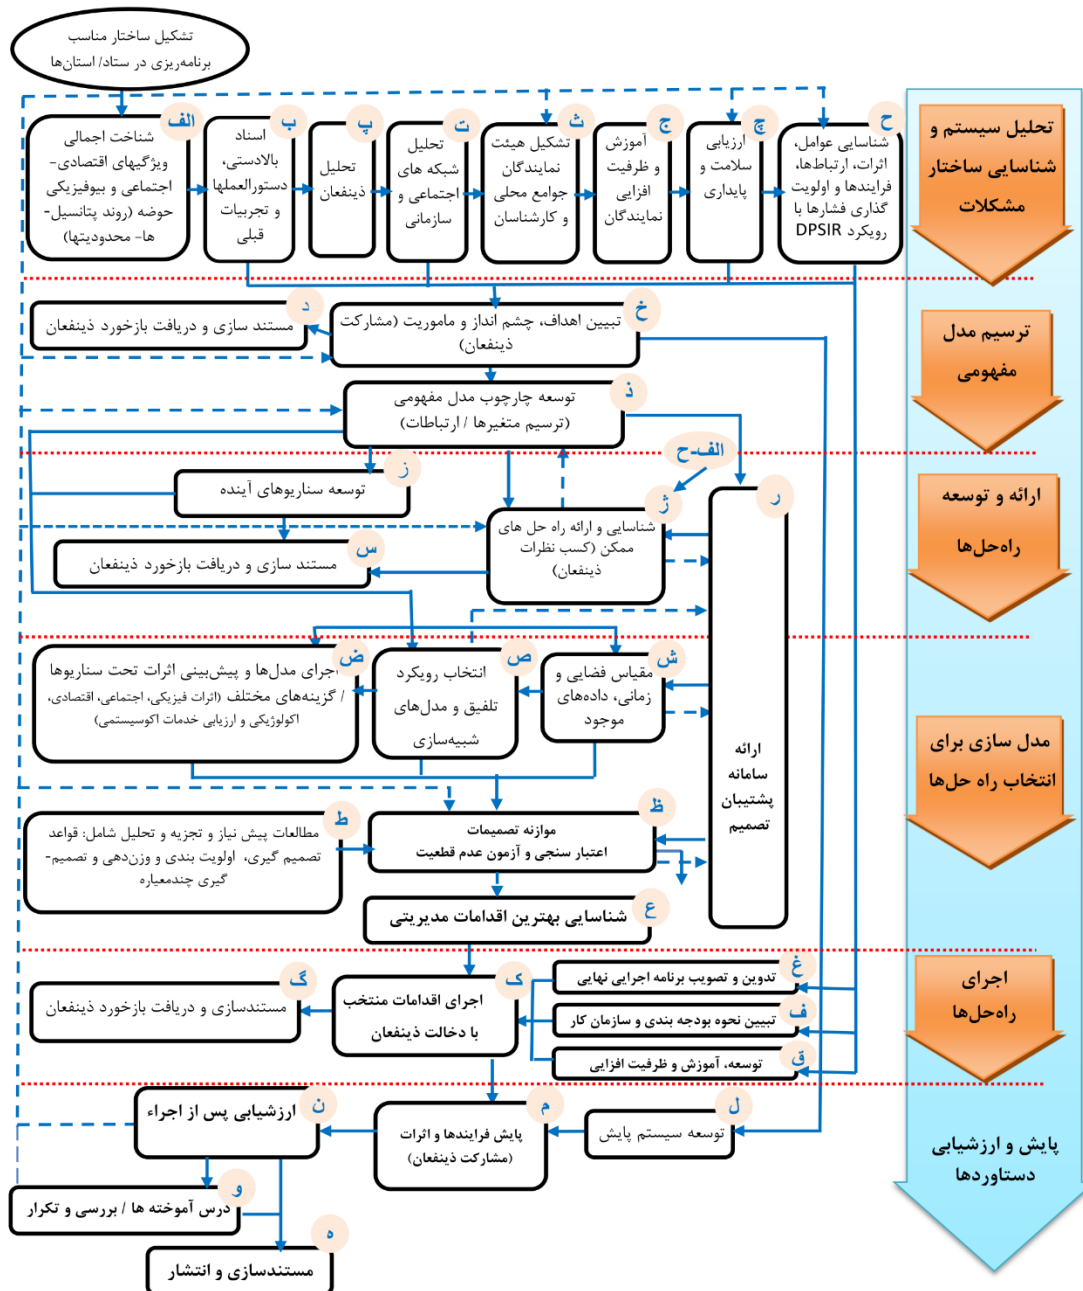 تشکیل ساختار مناسب
برنامه‌ریزی در ستاد/ استان‌ها
الف
شناخت اجمالی
ویژگیهای اقتصادی-
اجتماعی و بیوفیزیکی
حوضه (روند پتانسیل-
ها- محدودیتها)
ب
اسناد
بالادستی،
دستورالعملها
و تجربیات
قبلی
پ
تحلیل
ذینفعان
ت
تحلیل
شبکه های
اجتماعی و
سازمانی
ث
تشکیل هیئت
نمایندگان
جوامع محلی
و کارشناسان
ج
آموزش
و ظرفیت
افزایی
نمایندگان
چ
ارزیابی
سلامت و
پایداری
ح
شناسایی عوامل،
اثرات، ارتباط‌ها،
فرایندها و اولویت
گذاری فشارها با
رویکرد DPSIR
تحلیل سیستم و
شناسایی ساختار
مشکلات
خ
تبیین اهداف، چشم انداز و ماموریت (مشارکت
ذینفعان)
د
مستند سازی و دریافت بازخورد ذینفعان
ذ
توسعه چارچوب مدل مفهومی
(ترسیم متغیرها / ارتباطات)
ترسیم مدل
مفهومی
الف-ح
ر
ارائه
سامانه
پشتیبان
تصمیم
ز
توسعه سناریوهای آینده
ژ
شناسایی و ارائه راه حل های
ممکن (کسب نظرات
ذینفعان)
س
مستند سازی و دریافت بازخورد ذینفعان
ارائه و توسعه
راه‌حل‌ها
ش
مقیاس فضایی و
زمانی، داده‌های
موجود
ص
انتخاب رویکرد
تلفیق و مدل‌های
شبیه‌سازی
ض
اجرای مدل‌ها و پیش‌بینی اثرات تحت سناریوها
/ گزینه‌های مختلف (اثرات فیزیکی، اجتماعی، اقتصادی،
اکولوژیکی و ارزیابی خدمات اکوسیستمی)
ط
مطالعات پیش نیاز و تجزیه و تحلیل شامل: قواعد
تصمیم گیری، اولویت بندی و وزن‌دهی و تصمیم-
گیری چندمعیاره
ظ
موازنه تصمیمات
اعتبار سنجی و آزمون عدم قطعیت
ع
شناسایی بهترین اقدامات مدیریتی
مدل سازی برای
انتخاب راه حل‌ها
غ
تدوین و تصویب برنامه اجرایی نهایی
ف
تبیین نحوه بودجه بندی و سازمان کار
ق
توسعه، آموزش و ظرفیت افزایی
ک
اجرای اقدامات منتخب
با دخالت ذینفعان
گ
مستندسازی و دریافت بازخورد ذینفعان
اجرای
راه‌حل‌ها
ل
توسعه سیستم پایش
م
پایش فرایندها و اثرات
(مشارکت ذینفعان)
ن
ارزشیابی پس از اجراء
و
درس آموخته ها / بررسی و تکرار
ه
مستندسازی و انتشار
پایش و ارزشیابی
دستاوردها